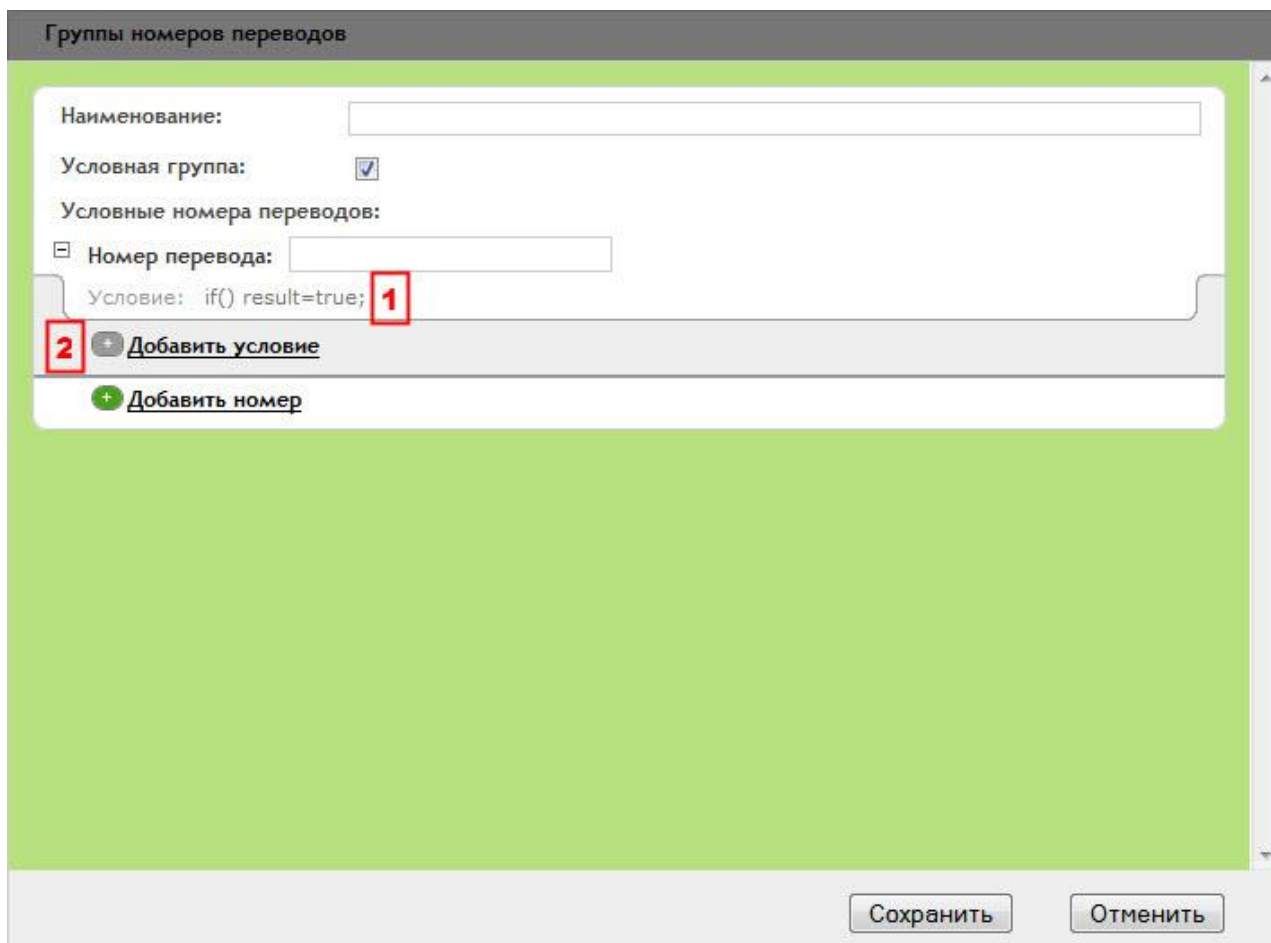 Группы номеров переводов
Наименование:
Условная группа:
Условные номера переводов:
Номер перевода:
Условие: if() result=true; 1
2 Добавить условие
Добавить номер
Сохранить Отменить